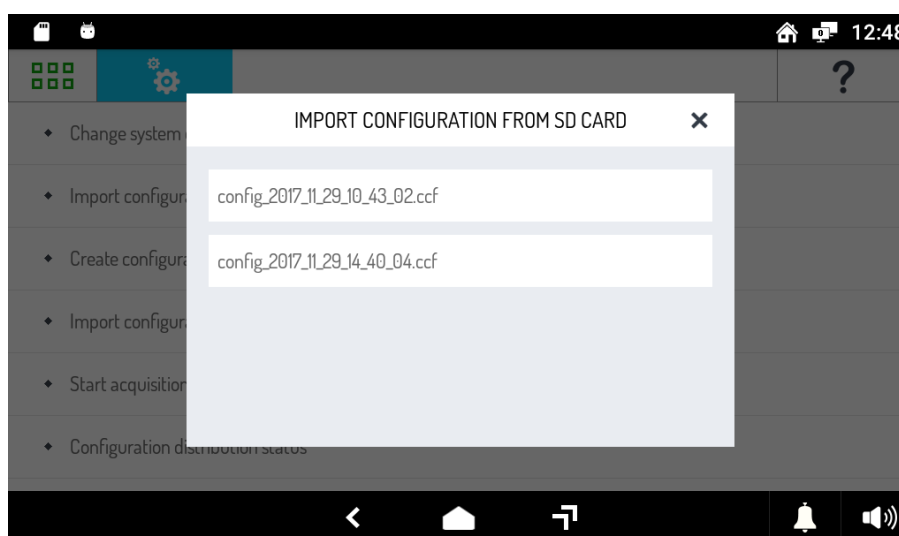 12:48
?
Change system
IMPORT CONFIGURATION FROM SD CARD
Import configur
config_2017_11_29_10_43_02.ccf
Create configura
config_2017_11_29_14_40_04.ccf
Import configur
Start acquisition
Configuration distribution status